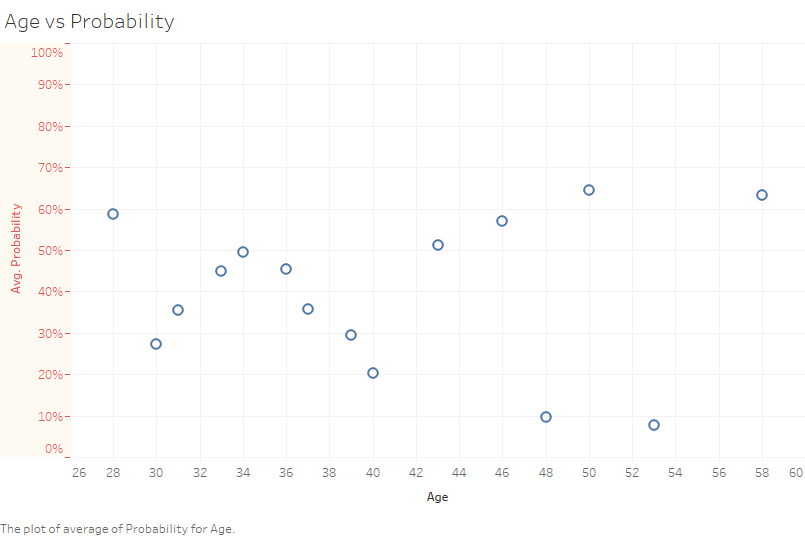 Age vs Probability
100%
90%
80%
70%
60%
50%
40%
30%
20%
10%
0%
Avg. Probability
26 28 30 32 34 36 38 40 42 44 46 48 50 52 54 56 58 60
Age
The plot of average of Probability for Age.